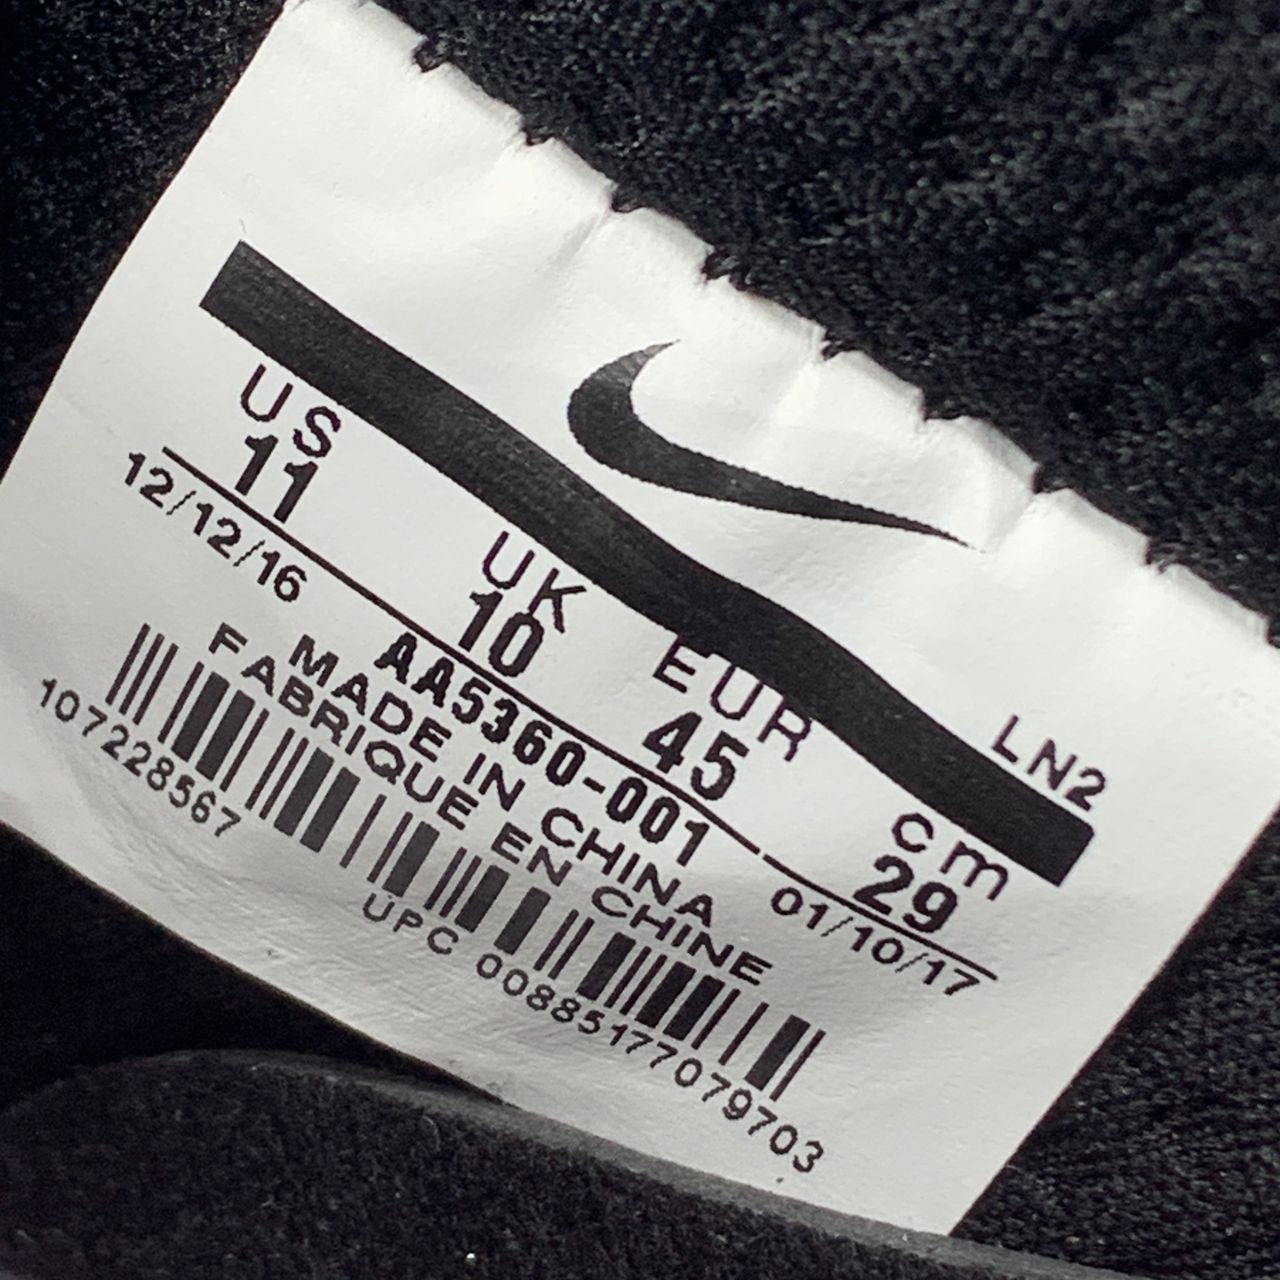 LN2
US UK EUR cm
11 10 45 29
12/12/16 AA5360-001 01/10/17
MADE IN CHINA
FABRIQUE EN CHINE
107228567
UPC 00885177079703